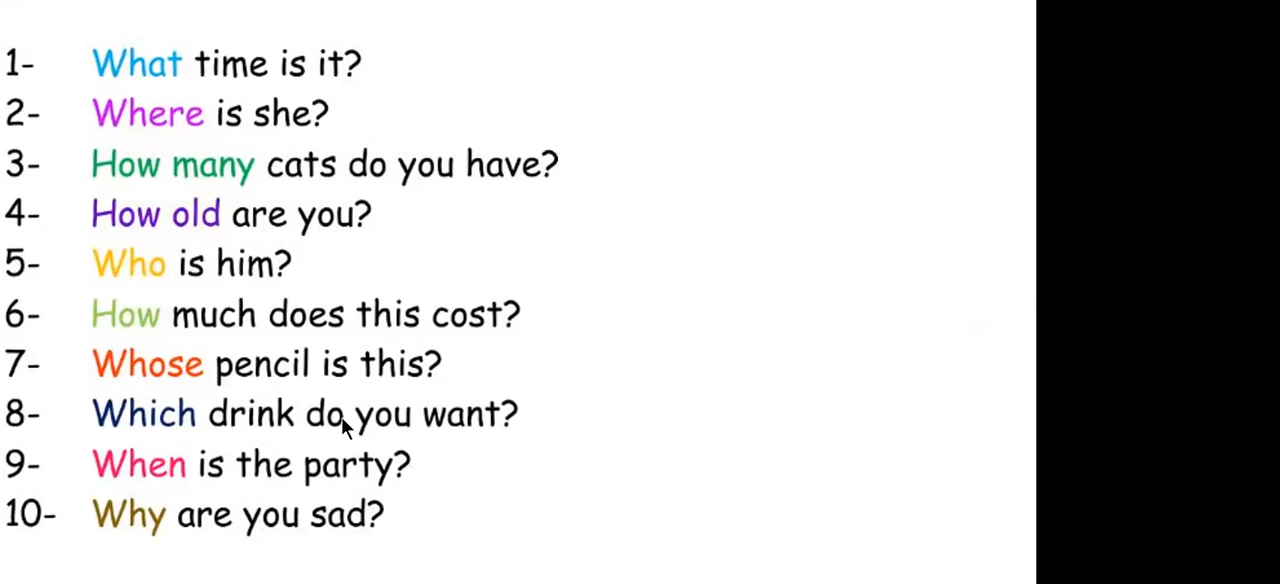 1- What time is it?
2- Where is she?
3- How many cats do you have?
4- How old are you?
5- Who is him?
6- How much does this cost?
7- Whose pencil is this?
8- Which drink do you want?
9- When is the party?
10- Why are you sad?